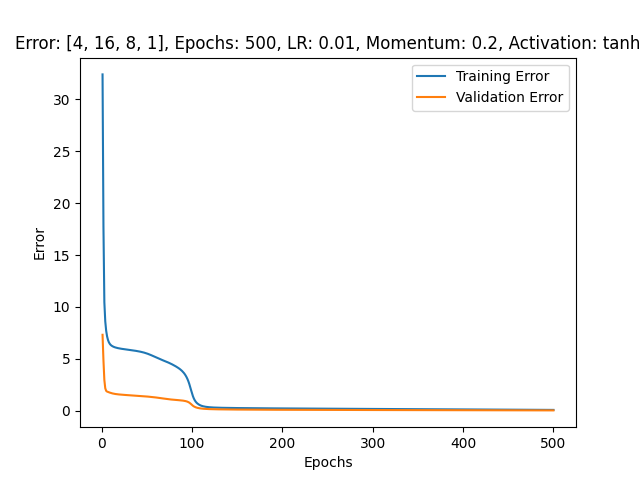 Error: [4, 16, 8, 1], Epochs: 500, LR: 0.01, Momentum: 0.2, Activation: tanh
Training Error
Validation Error
30
25
20
15
10
5
0
Error
0
100
200
300
400
500
Epochs